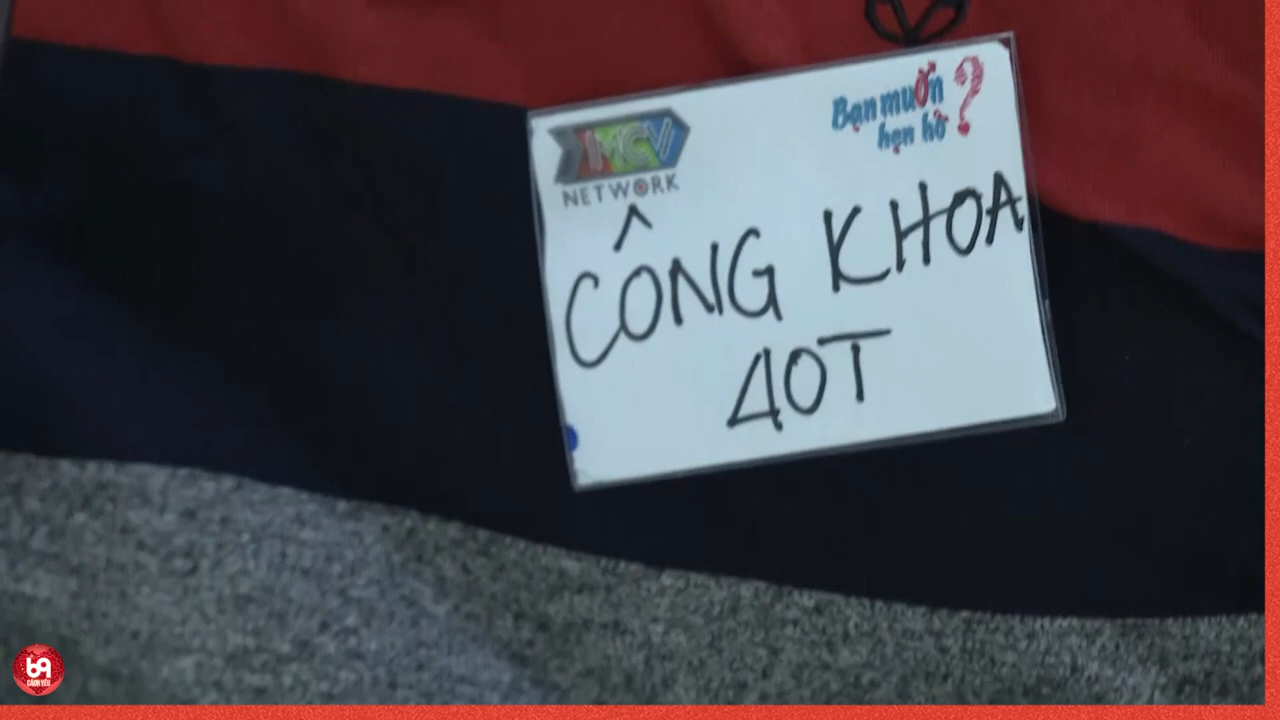 MCV
NETWORK
Bạn muốn
hẹn hò ?
CÔNG KHOA
40T